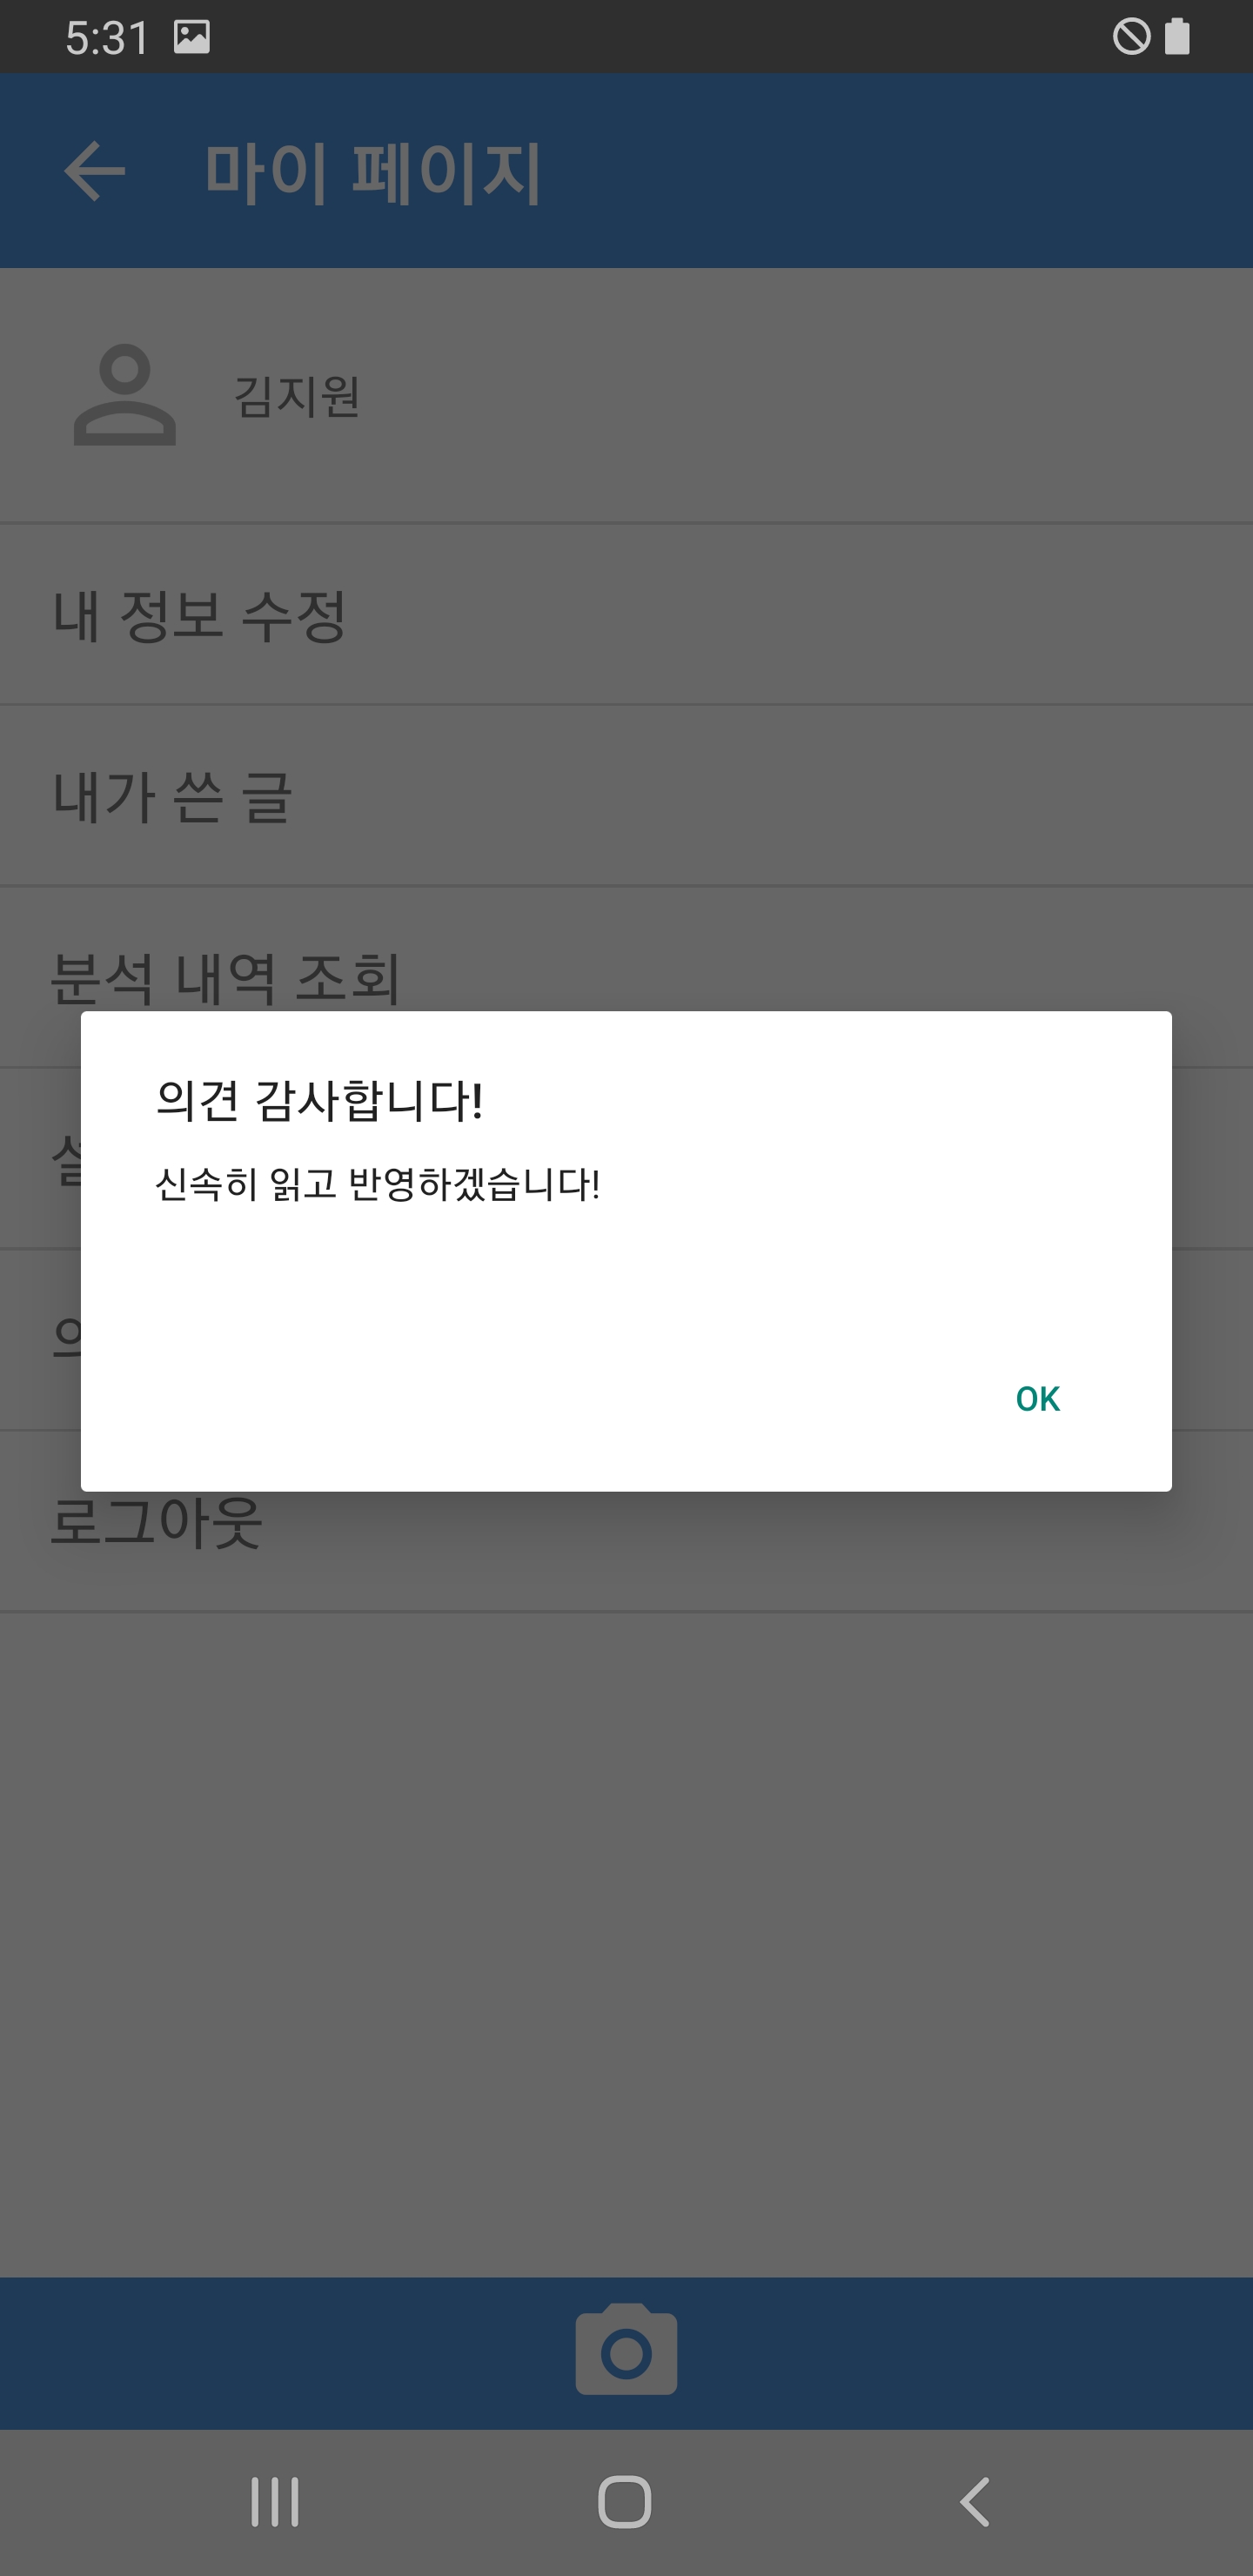 5:31
마이 페이지
김지원
내 정보 수정
내가 쓴 글
분석 내역 조회
의견 감사합니다!
신속히 읽고 반영하겠습니다!
OK
로그아웃